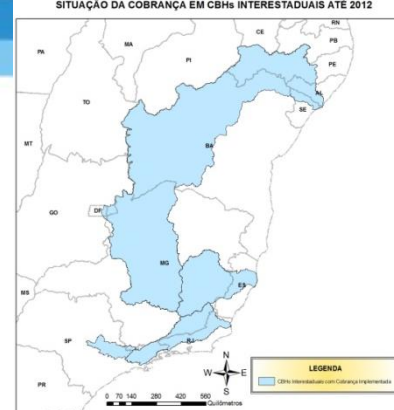 SITUAÇÃO DA COBRANÇA EM CBHs INTERESTADUAIS ATÉ 2012
RN
CE
MA
PB
PA
PI
PE
AL
TO
SE
MT
BA
GO
DF
MG
ES
MS
SP
RJ
PR
N
W E
S
0 70 140 280 420 560
Quilômetros
LEGENDA
CBHs Interestaduais com Cobrança Implementada